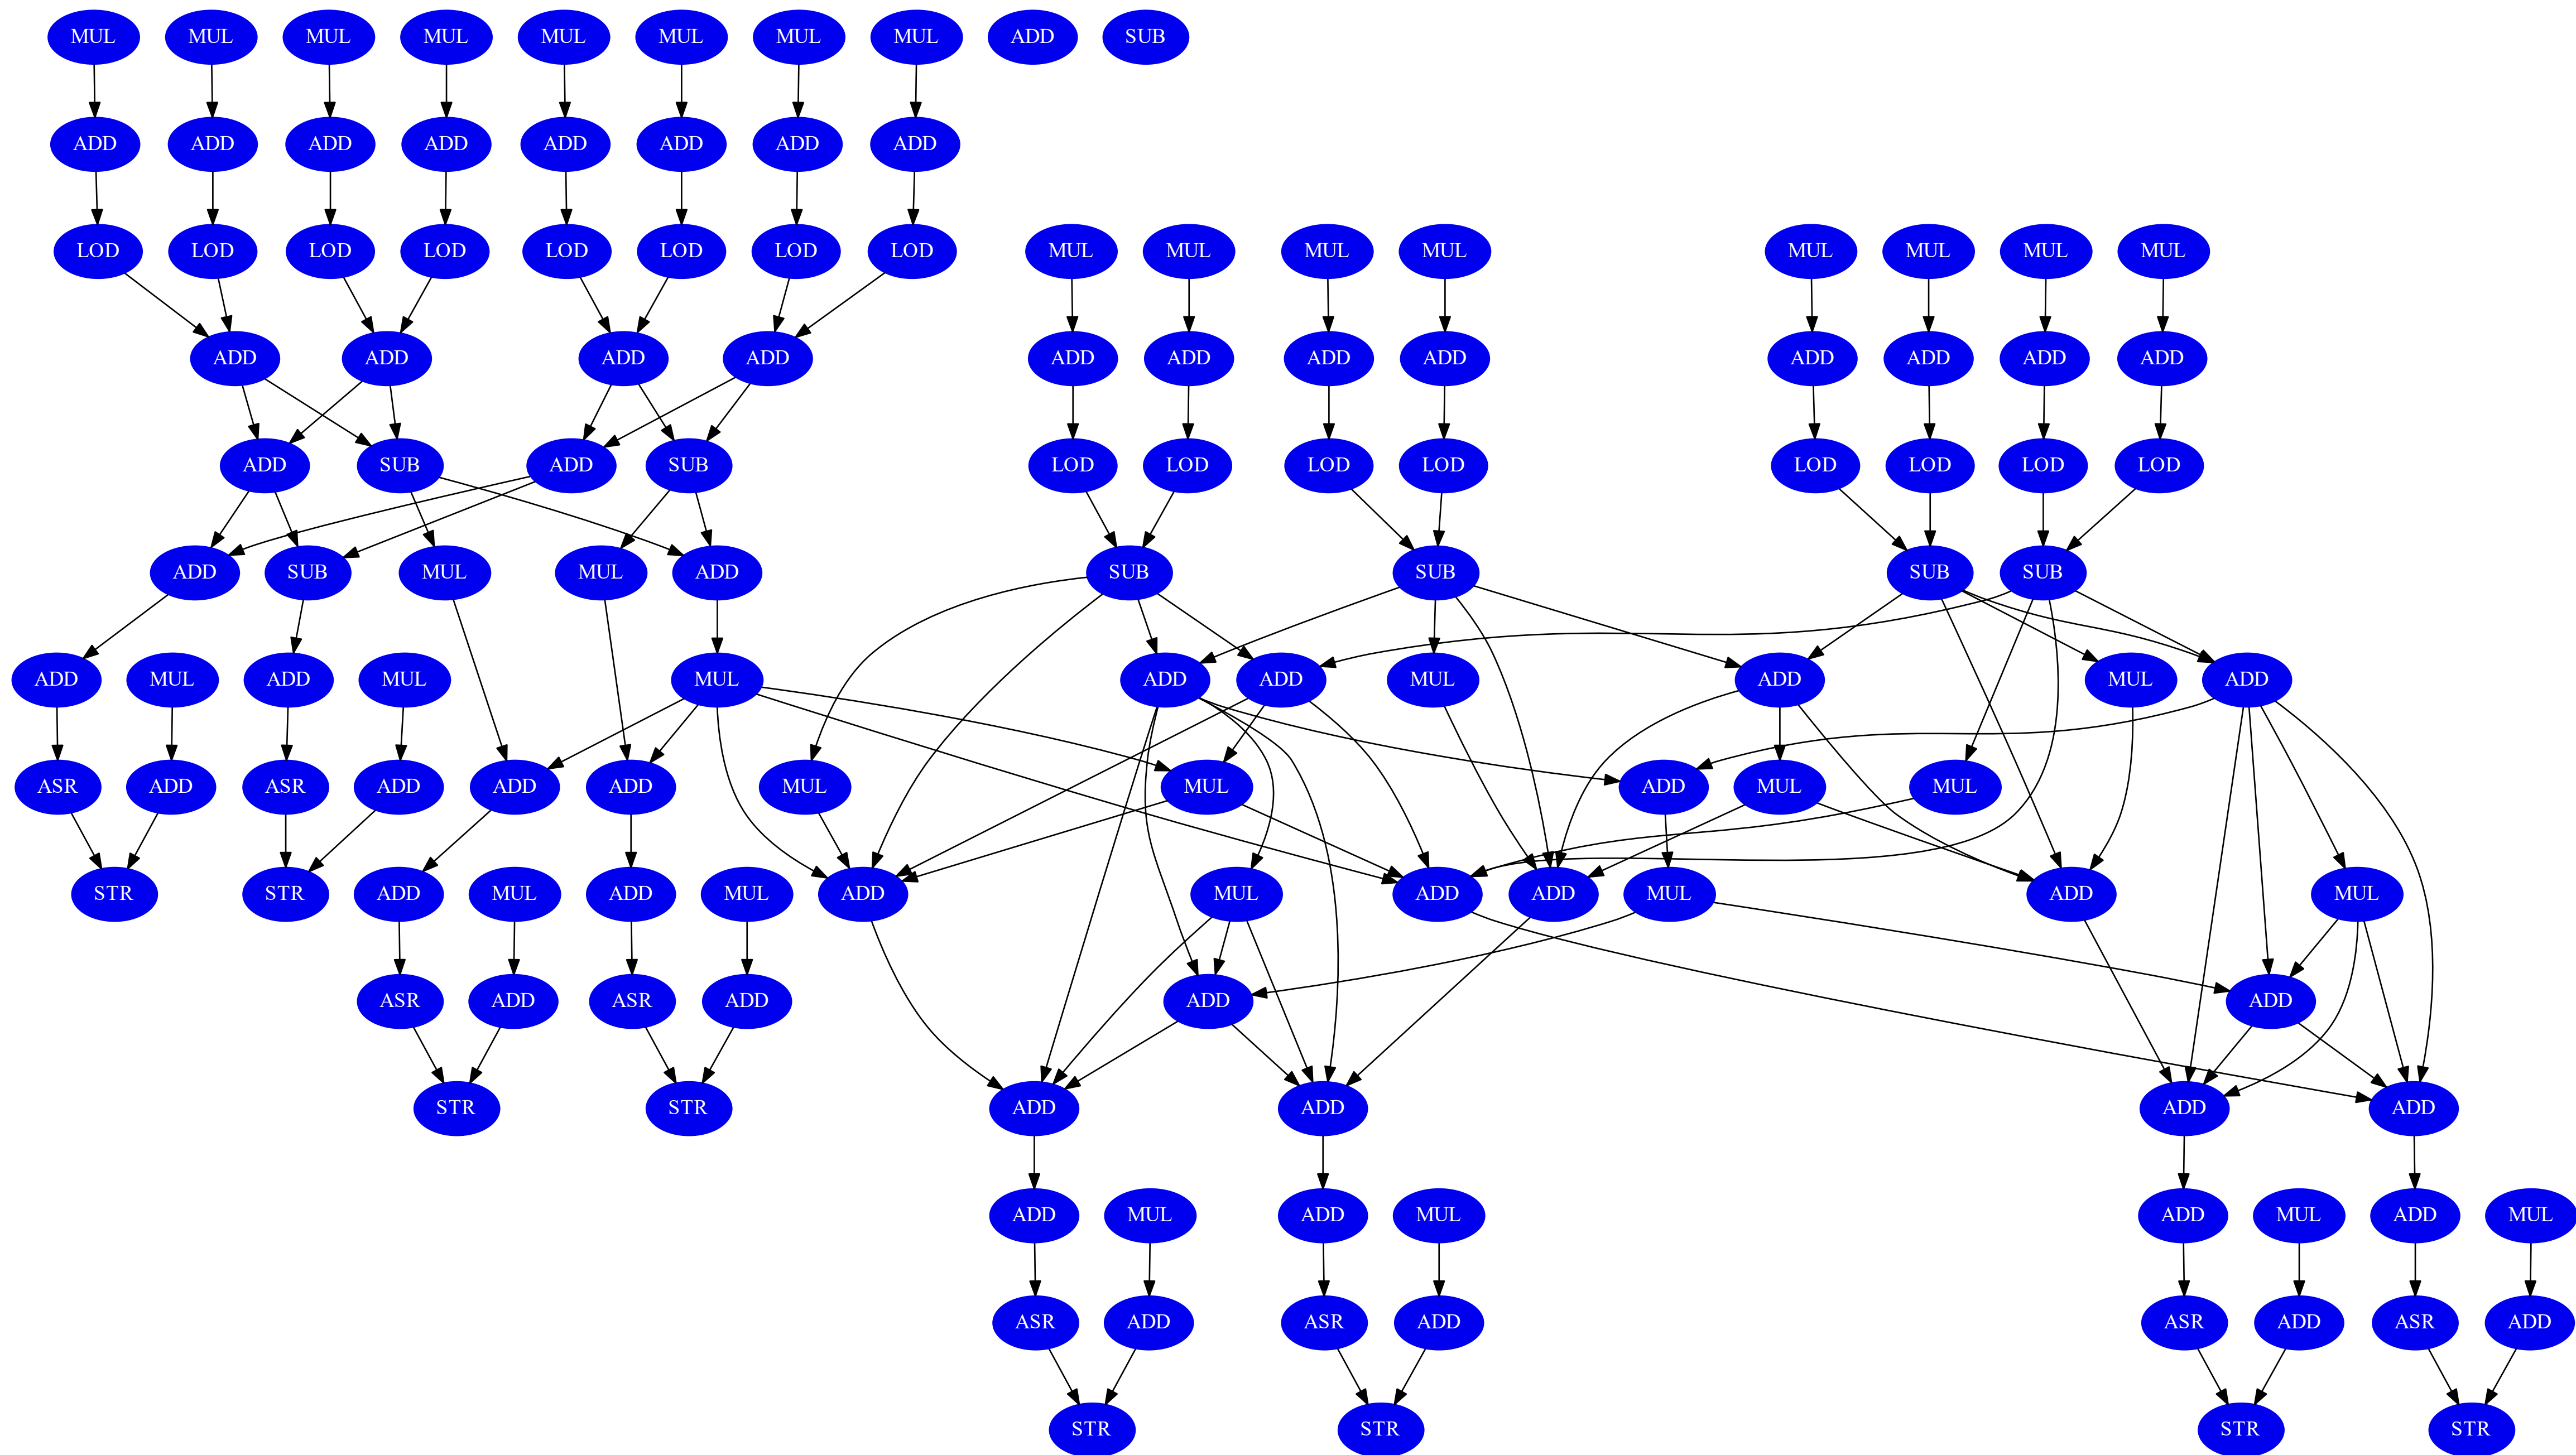 MUL MUL MUL MUL MUL MUL MUL MUL ADD SUB
ADD ADD ADD ADD ADD ADD ADD ADD
LOD LOD LOD LOD LOD LOD LOD LOD MUL MUL MUL MUL MUL MUL MUL MUL
ADD ADD ADD ADD ADD ADD ADD ADD ADD ADD ADD ADD
ADD SUB ADD SUB LOD LOD LOD LOD LOD LOD LOD LOD
ADD SUB MUL MUL ADD SUB SUB SUB SUB
ADD MUL ADD MUL MUL ADD ADD MUL ADD MUL ADD
ASR ADD ASR ADD ADD ADD MUL MUL ADD MUL MUL
STR STR ADD MUL ADD MUL ADD MUL ADD ADD MUL ADD MUL
ASR ADD ASR ADD ADD ADD
STR STR ADD ADD ADD ADD
ADD MUL ADD MUL ADD MUL ADD MUL
ASR ADD ASR ADD ASR ADD ASR ADD
STR STR STR STR